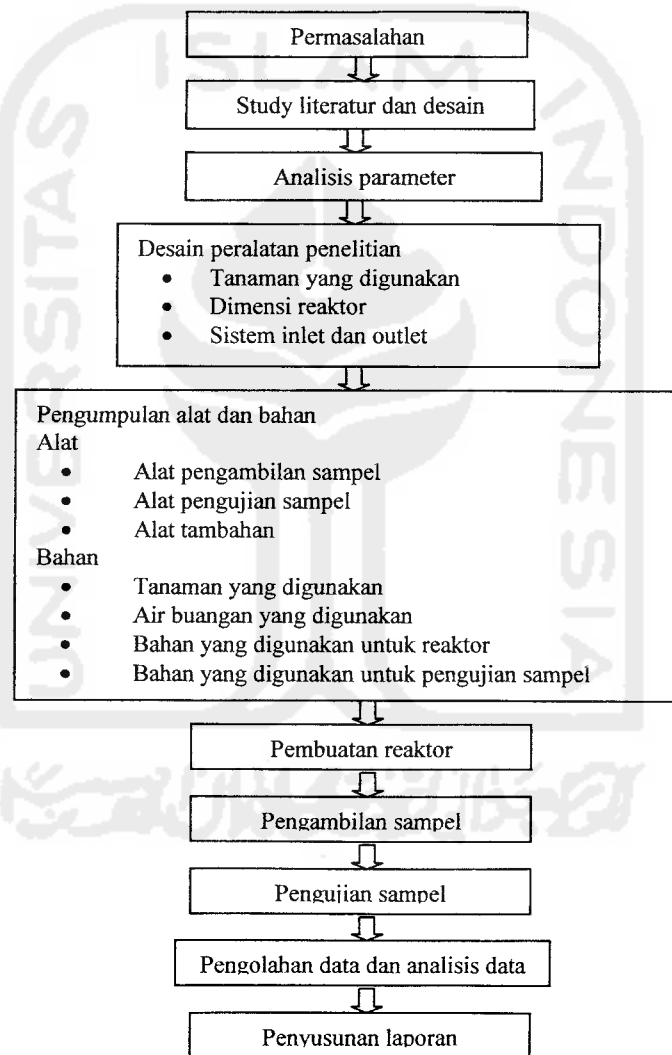 Permasalahan
Study literatur dan desain
Analisis parameter
Desain peralatan penelitian
• Tanaman yang digunakan
• Dimensi reaktor
• Sistem inlet dan outlet
Pengumpulan alat dan bahan
Alat
• Alat pengambilan sampel
• Alat pengujian sampel
• Alat tambahan
Bahan
• Tanaman yang digunakan
• Air buangan yang digunakan
• Bahan yang digunakan untuk reaktor
• Bahan yang digunakan untuk pengujian sampel
Pembuatan reaktor
Pengambilan sampel
Pengujian sampel
Pengolahan data dan analisis data
Penyusunan laporan
UNIVERSITAS
ISLAM
INDONESIA